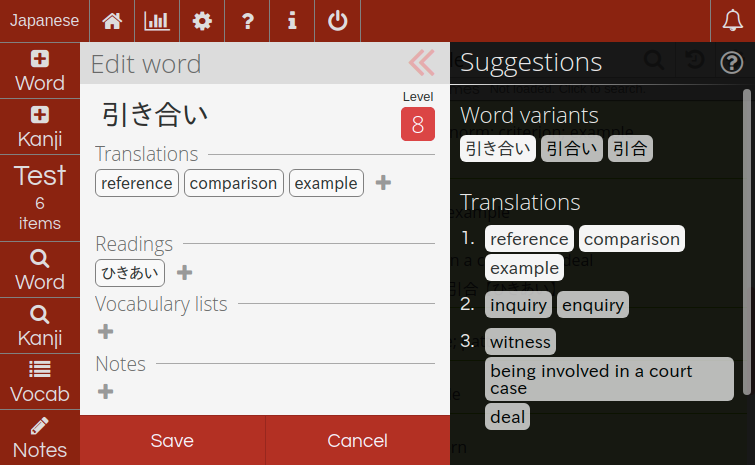 Japanese
Word
Kanji
Test
6
items
Word
Kanji
Vocab
Notes
Edit word
引き合い
Level
8
Translations
reference comparison example
Readings
ひきあい
Vocabulary lists
Notes
Save Cancel
Suggestions
Word variants
引き合い 引合い 引合
Translations
1. reference comparison
example
2. inquiry enquiry
3. witness
being involved in a court
case
deal